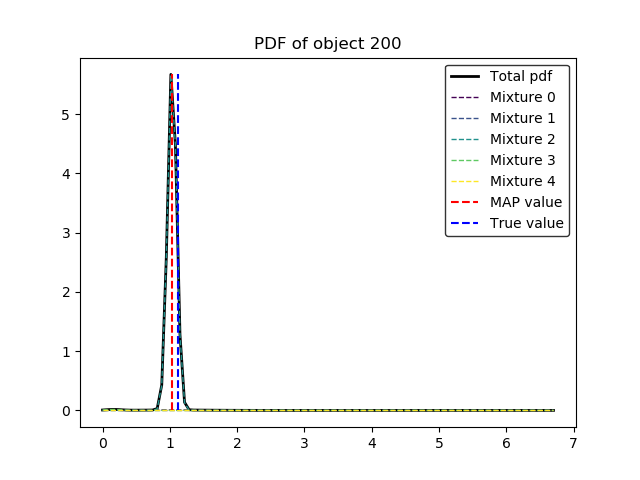 PDF of object 200
Total pdf
Mixture 0
Mixture 1
Mixture 2
Mixture 3
Mixture 4
MAP value
True value
5
4
3
2
1
0
0 1 2 3 4 5 6 7